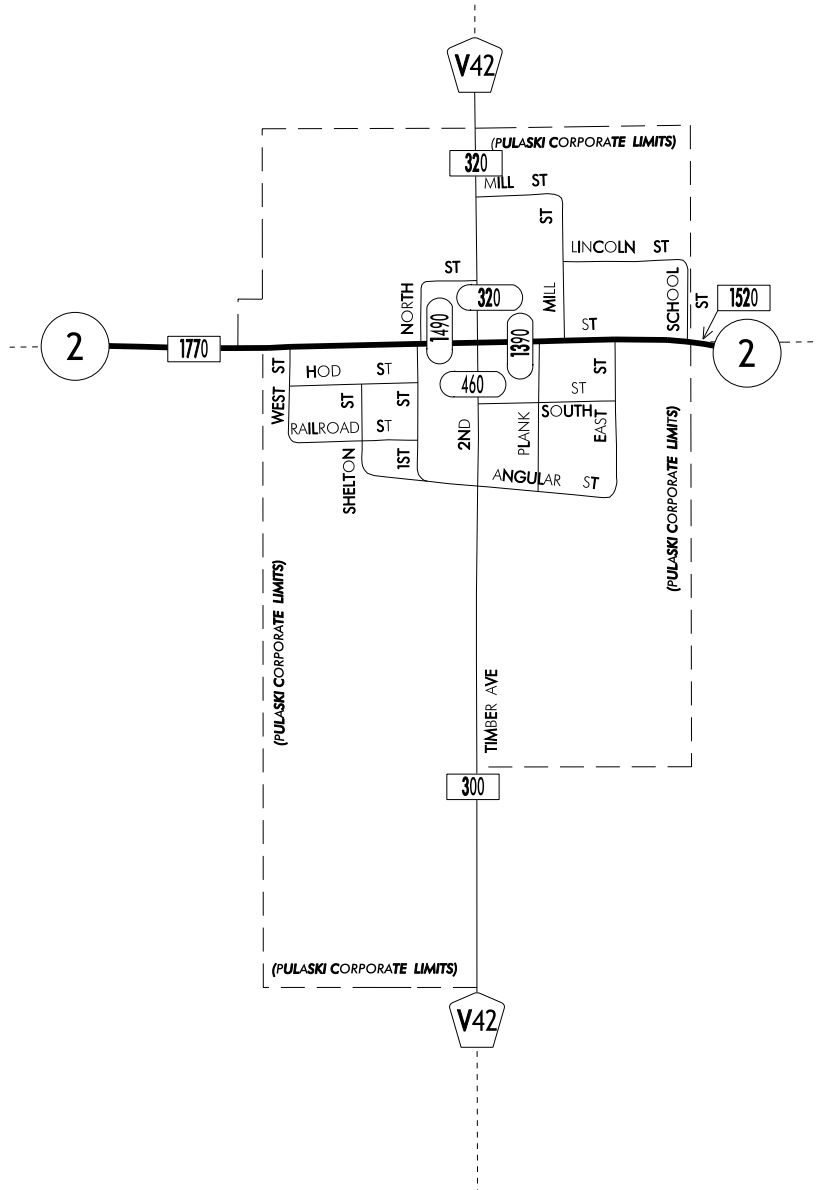 V42
(PULASKI CORPORATE LIMITS)
320
MILL ST
ST
LINCOLN ST
ST
NORTH
320
MILL
SCHOOL
ST
1520
1490
1390
ST
2
1770
2
WEST ST
HOD ST
460
ST
ST
ST
ST
SOUTH
EAST
RAILROAD ST
2ND
PLANK
SHELTON
1ST
ANGULAR ST
(PULASKI CORPORATE LIMITS)
(PULASKI CORPORATE LIMITS)
TIMBER AVE
300
(PULASKI CORPORATE LIMITS)
V42